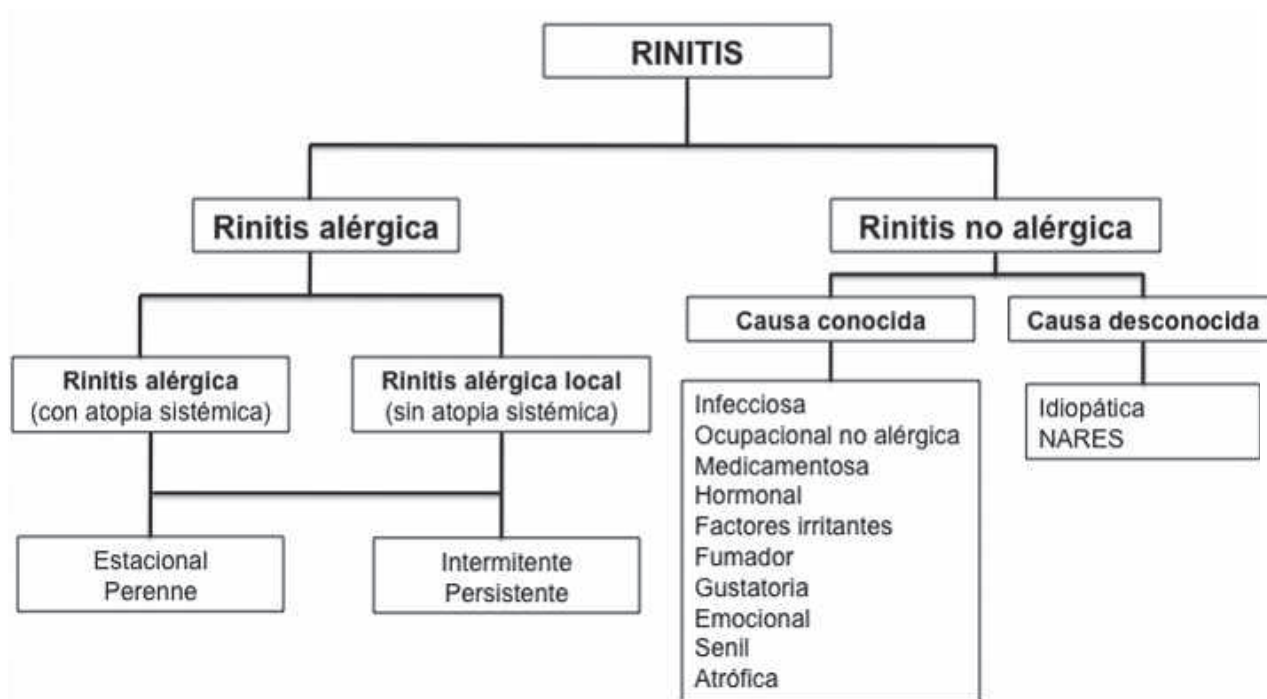 RINITIS
Rinitis alérgica
Rinitis no alérgica
Causa conocida
Causa desconocida
Rinitis alérgica
(con atopia sistémica)
Rinitis alérgica local
(sin atopia sistémica)
Infecciosa
Ocupacional no alérgica
Medicamentosa
Hormonal
Factores irritantes
Fumador
Gustatoria
Emocional
Senil
Atrófica
Idiopática
NARES
Estacional
Perenne
Intermitente
Persistente